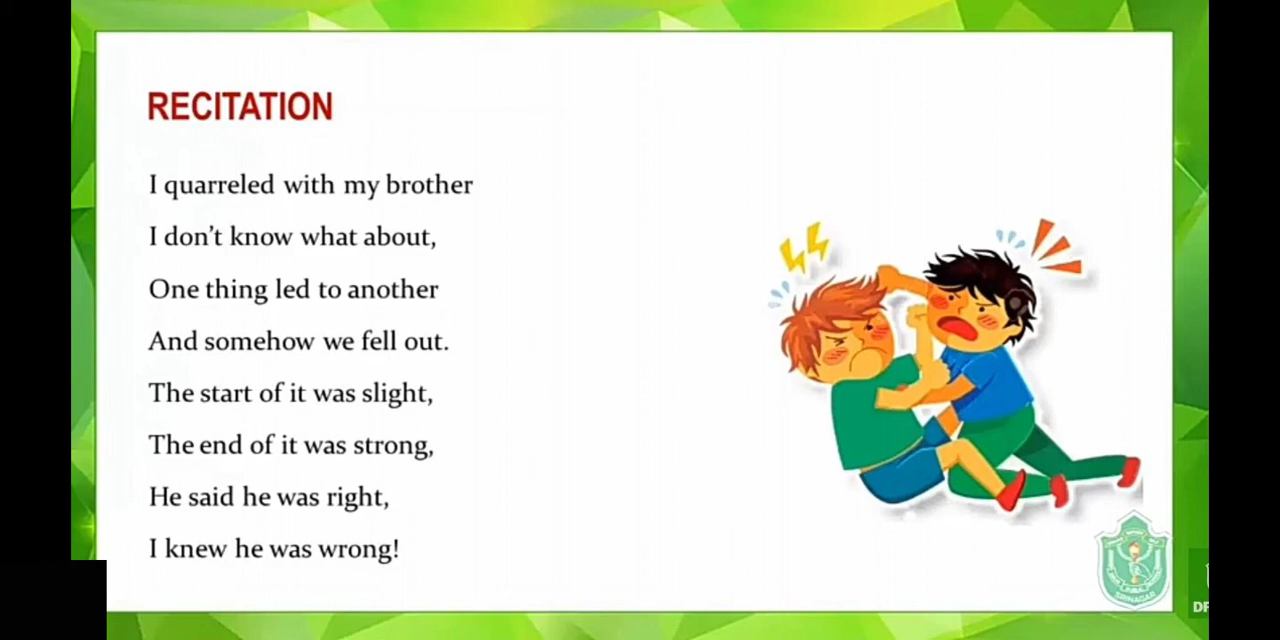 RECITATION
I quarreled with my brother
I don't know what about,
One thing led to another
And somehow we fell out.
The start of it was slight,
The end of it was strong,
He said he was right,
I knew he was wrong!
SRINAGAR